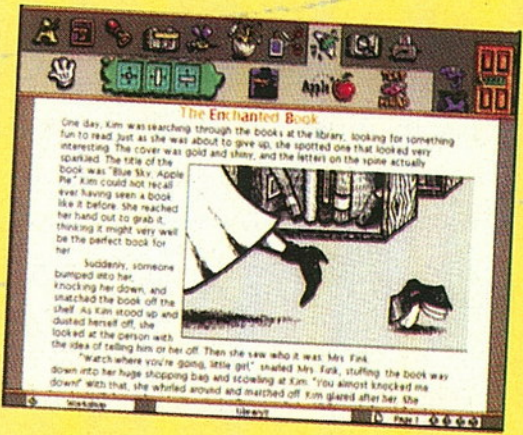 Apple
The Enchanted Book
One day, Kim was searching through the books at the library, looking for something
fun to read. Just as she was about to give up, she spotted one that looked very
interesting. The cover was gold and shiny, and the letters on the spine actually
sparkled. The title of the
book was "Blue Sky, Apple
Pie." Kim could not recall
ever having seen a book
like it before. She reached
her hand out to grab it,
thinking it might very well
be the perfect book for
her.
Suddenly, someone
bumped into her,
knocking her down, and
snatched the book off the
shelf. As Kim stood up and
dusted herself off, she
looked at the person with
the idea of telling him or her off. Then she saw who it was: Mrs. Fink.
"Watch where you're going, little girl," snarled Mrs. Fink, stuffing the book way
down into her huge shopping bag and scowling at Kim. "You almost knocked me
down!" With that, she whirled around and marched off. Kim glared after her. She
Workshop
Library1
Page 1